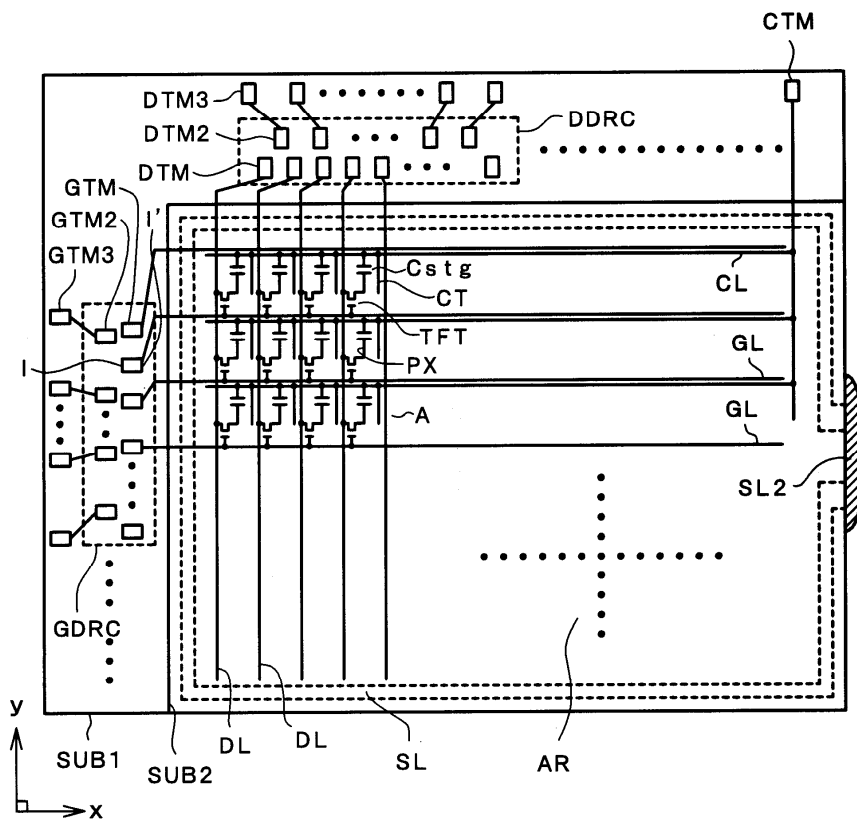 CTM
DTM3
DTM2
DDRC
DTM
GTM
GTM2
I'
GTM3
Cstg
CL
CT
TFT
I
PX
GL
A
GL
SL2
GDRC
y
SUB1
SUB2
DL
DL
SL
AR
x